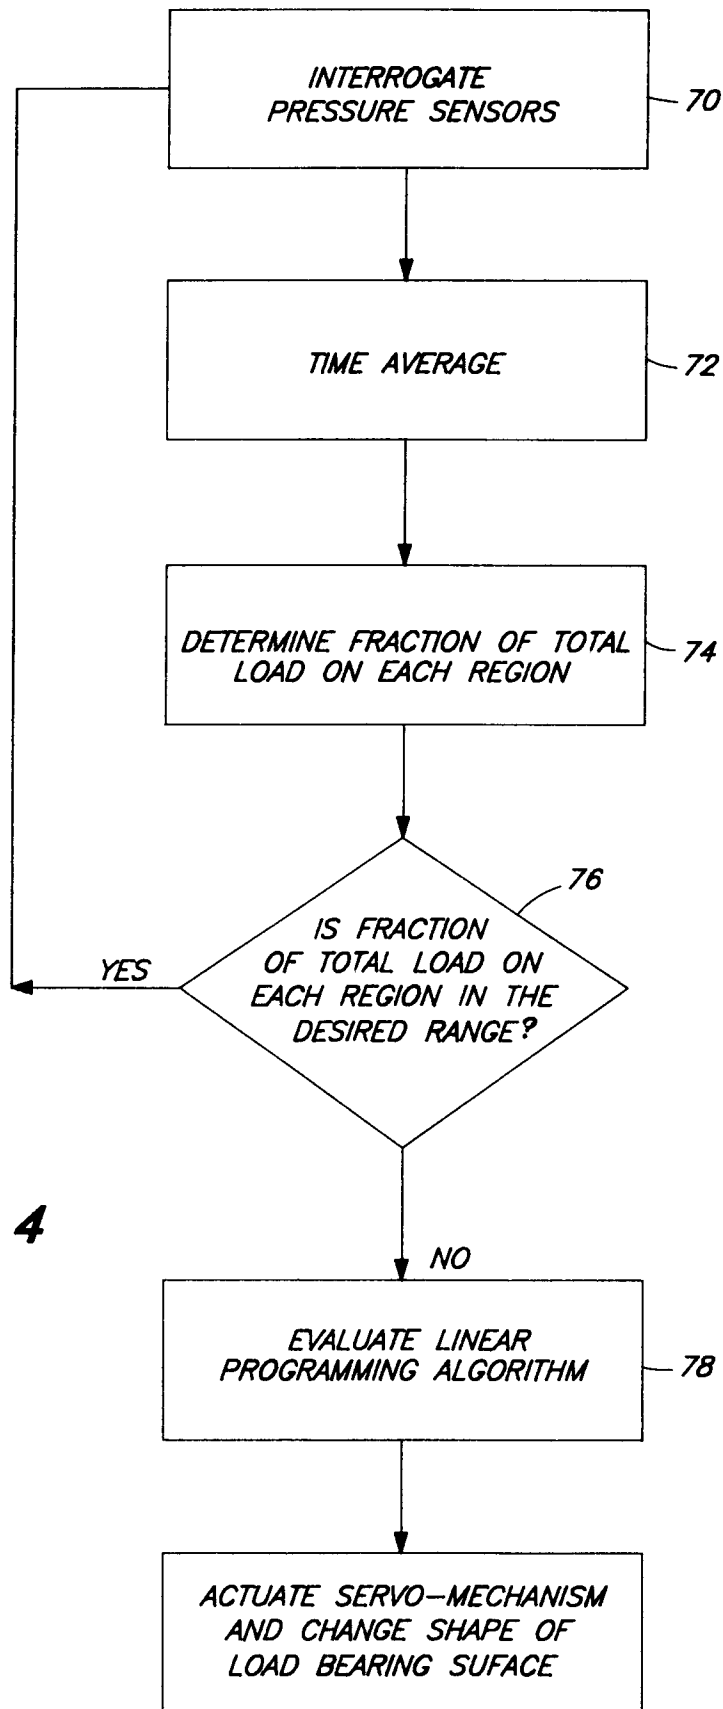 INTERROGATE
PRESSURE SENSORS
70
TIME AVERAGE
72
DETERMINE FRACTION OF TOTAL
LOAD ON EACH REGION
74
76
IS FRACTION
OF TOTAL LOAD ON
EACH REGION IN THE
DESIRED RANGE?
YES
4
NO
EVALUATE LINEAR
PROGRAMMING ALGORITHM
78
ACTUATE SERVO-MECHANISM
AND CHANGE SHAPE OF
LOAD BEARING SUFACE